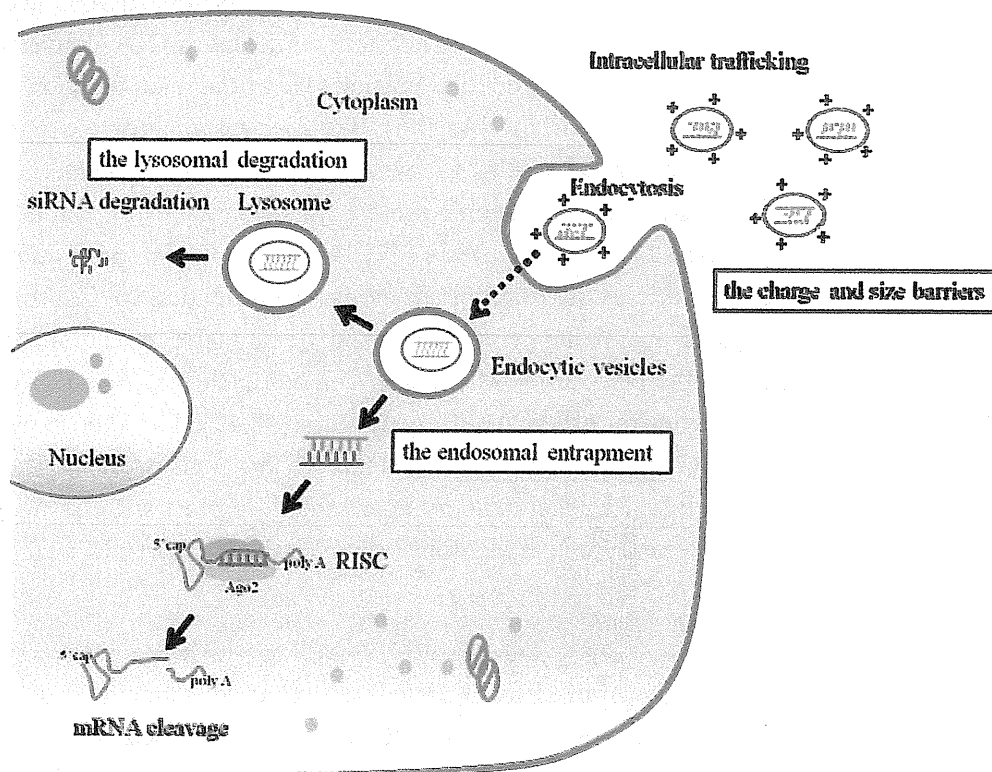 Intracellular trafficking
Cytoplasm
the lysosomal degradation
siRNA degradation
Lysosome
Endocytosis
the charge and size barriers
Endocytic vesicles
the endosomal entrapment
Nucleus
5'cap
poly A
RISC
Ago2
5'cap
poly A
mRNA cleavage